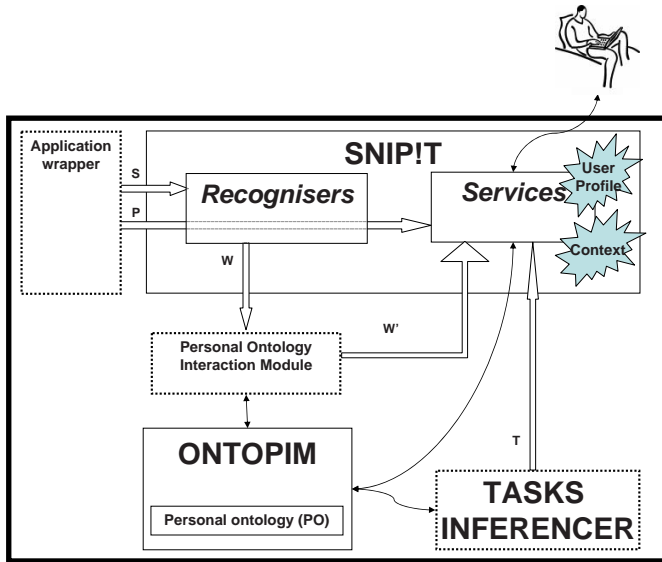 Application
wrapper
SNIP!T
S
P
Recognisers
Services
User
Profile
Context
W
W'
Personal Ontology
Interaction Module
ONTOPIM
Personal ontology (PO)
T
TASKS
INFERENCER